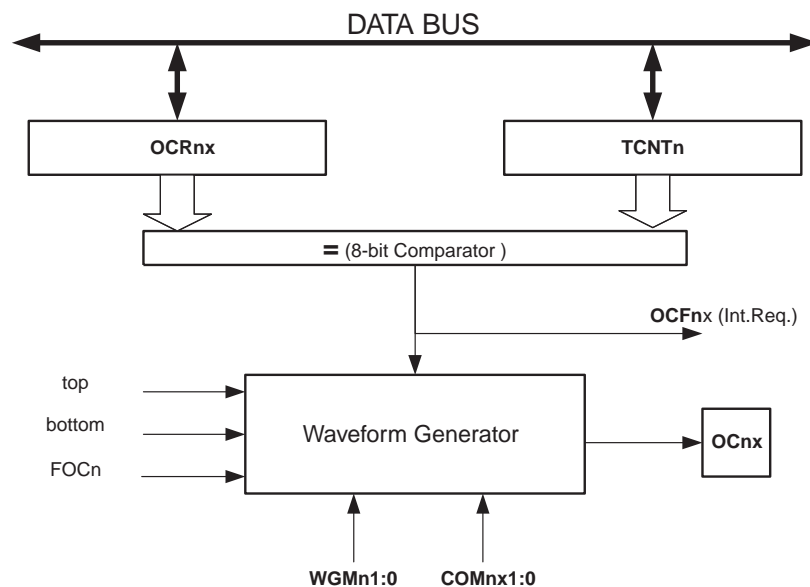 DATA BUS
OCRnx
TCNTn
= (8-bit Comparator )
OCFnx (Int.Req.)
top
bottom
FOCn
Waveform Generator
OCnx
WGMn1:0
COMnx1:0